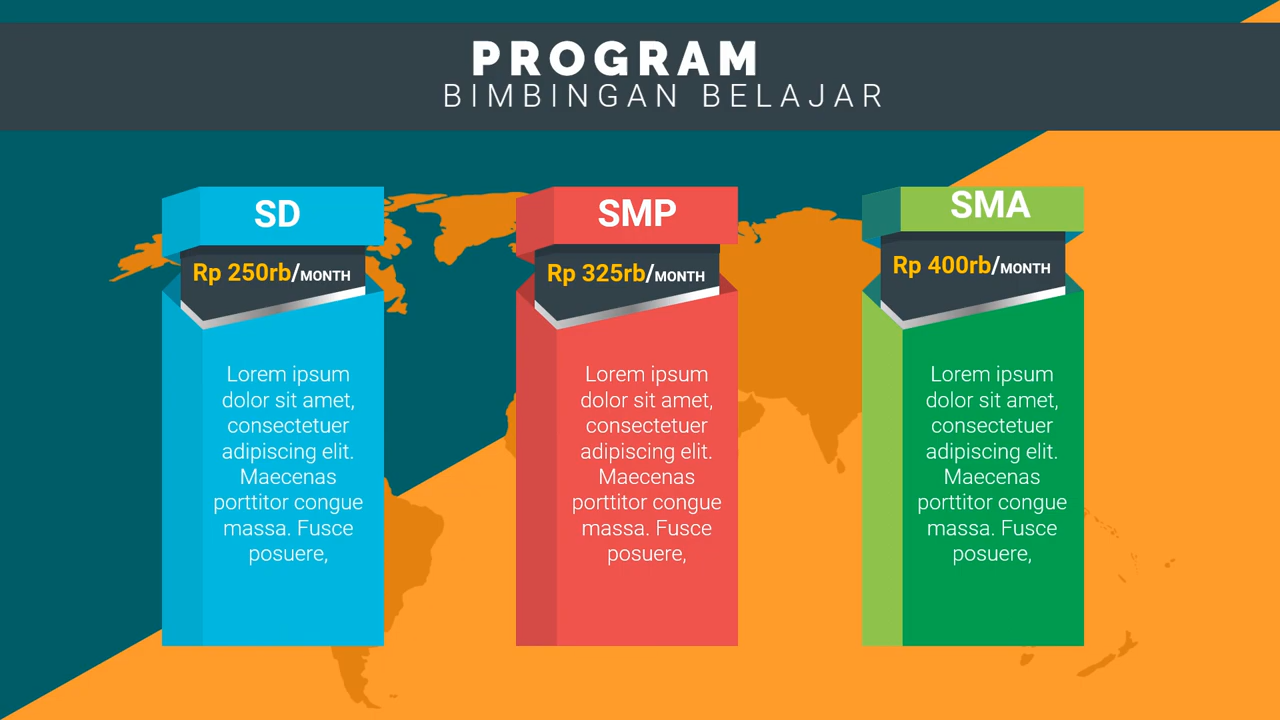 PROGRAM
BIMBINGAN BELAJAR
SD
Rp 250rb/MONTH
Lorem ipsum
dolor sit amet,
consectetuer
adipiscing elit.
Maecenas
porttitor congue
massa. Fusce
posuere,
SMP
Rp 325rb/MONTH
Lorem ipsum
dolor sit amet,
consectetuer
adipiscing elit.
Maecenas
porttitor congue
massa. Fusce
posuere,
SMA
Rp 400rb/MONTH
Lorem ipsum
dolor sit amet,
consectetuer
adipiscing elit.
Maecenas
porttitor congue
massa. Fusce
posuere,